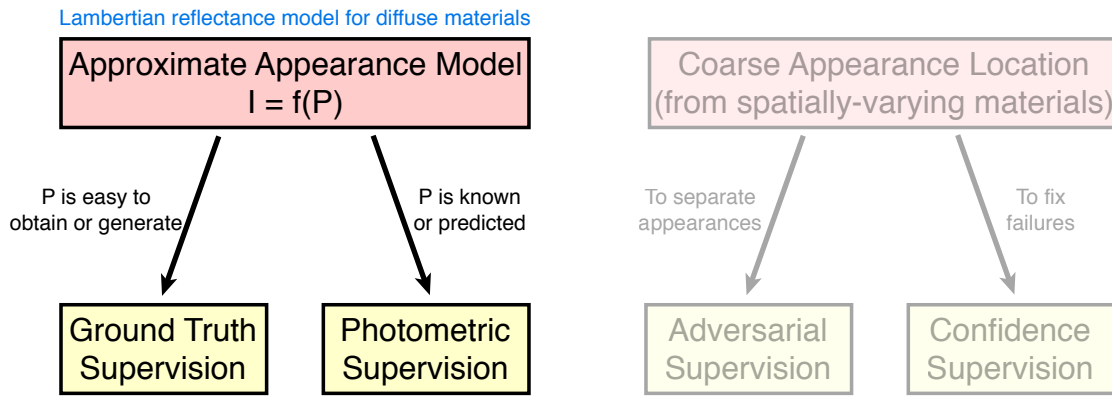 Lambertian reflectance model for diffuse materials
Approximate Appearance Model
I = f(P)
P is easy to
obtain or generate
P is known
or predicted
Ground Truth
Supervision
Photometric
Supervision
Coarse Appearance Location
(from spatially-varying materials)
To separate
appearances
To fix
failures
Adversarial
Supervision
Confidence
Supervision